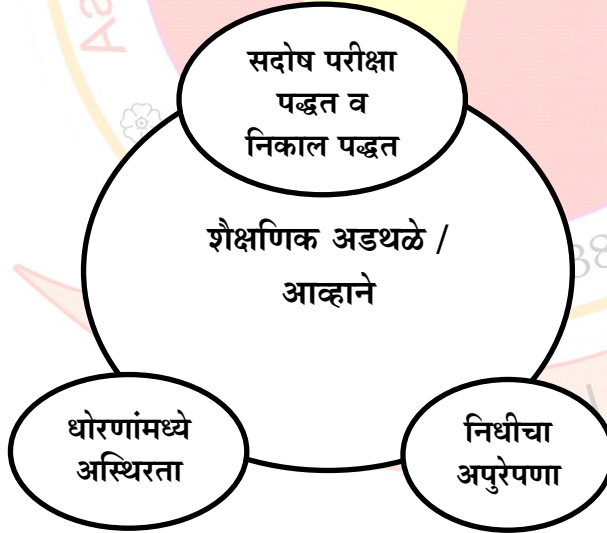 सदोष परीक्षा
पद्धत व
निकाल पद्धत
शैक्षणिक अडथळे /
आव्हाने
धोरणांमध्ये
अस्थिरता
निधीचा
अपुरेपणा